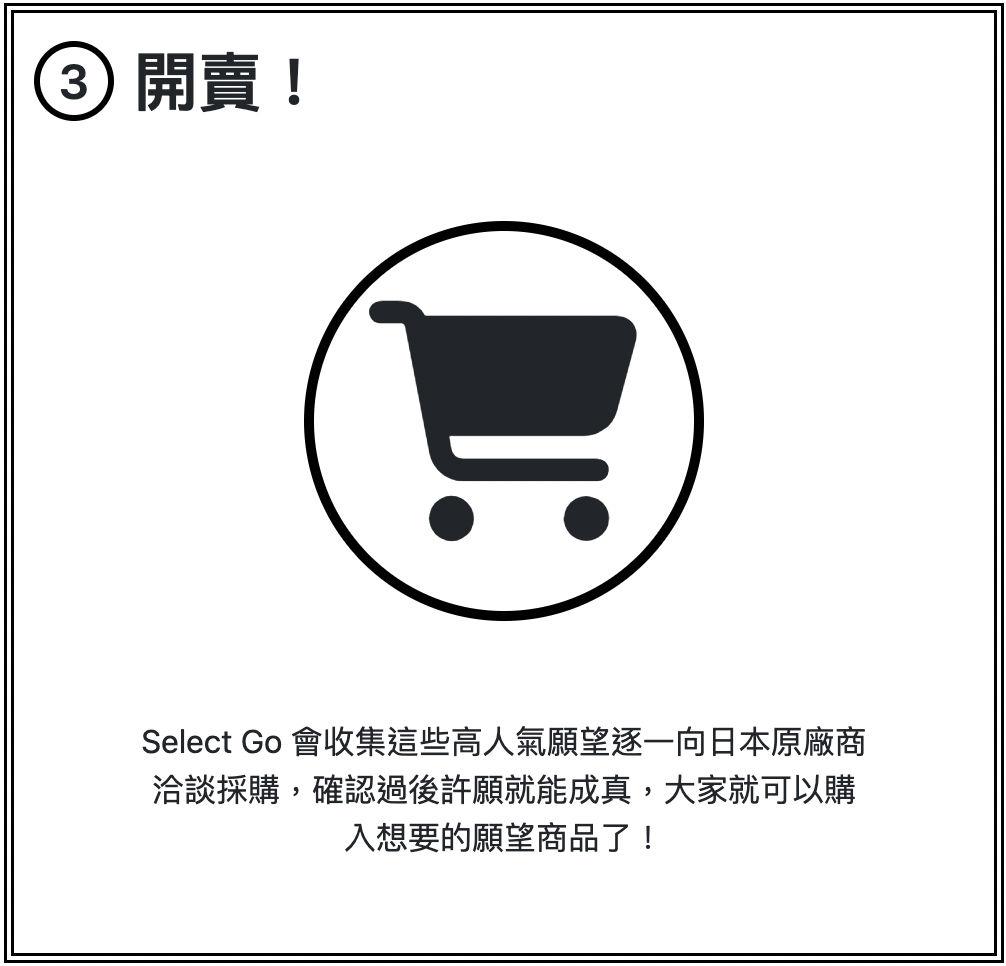 3 開賣！
Select Go 會收集這些高人氣願望逐一向日本原廠商
洽談採購，確認過後許願就能成真，大家就可以購
入想要的願望商品了！